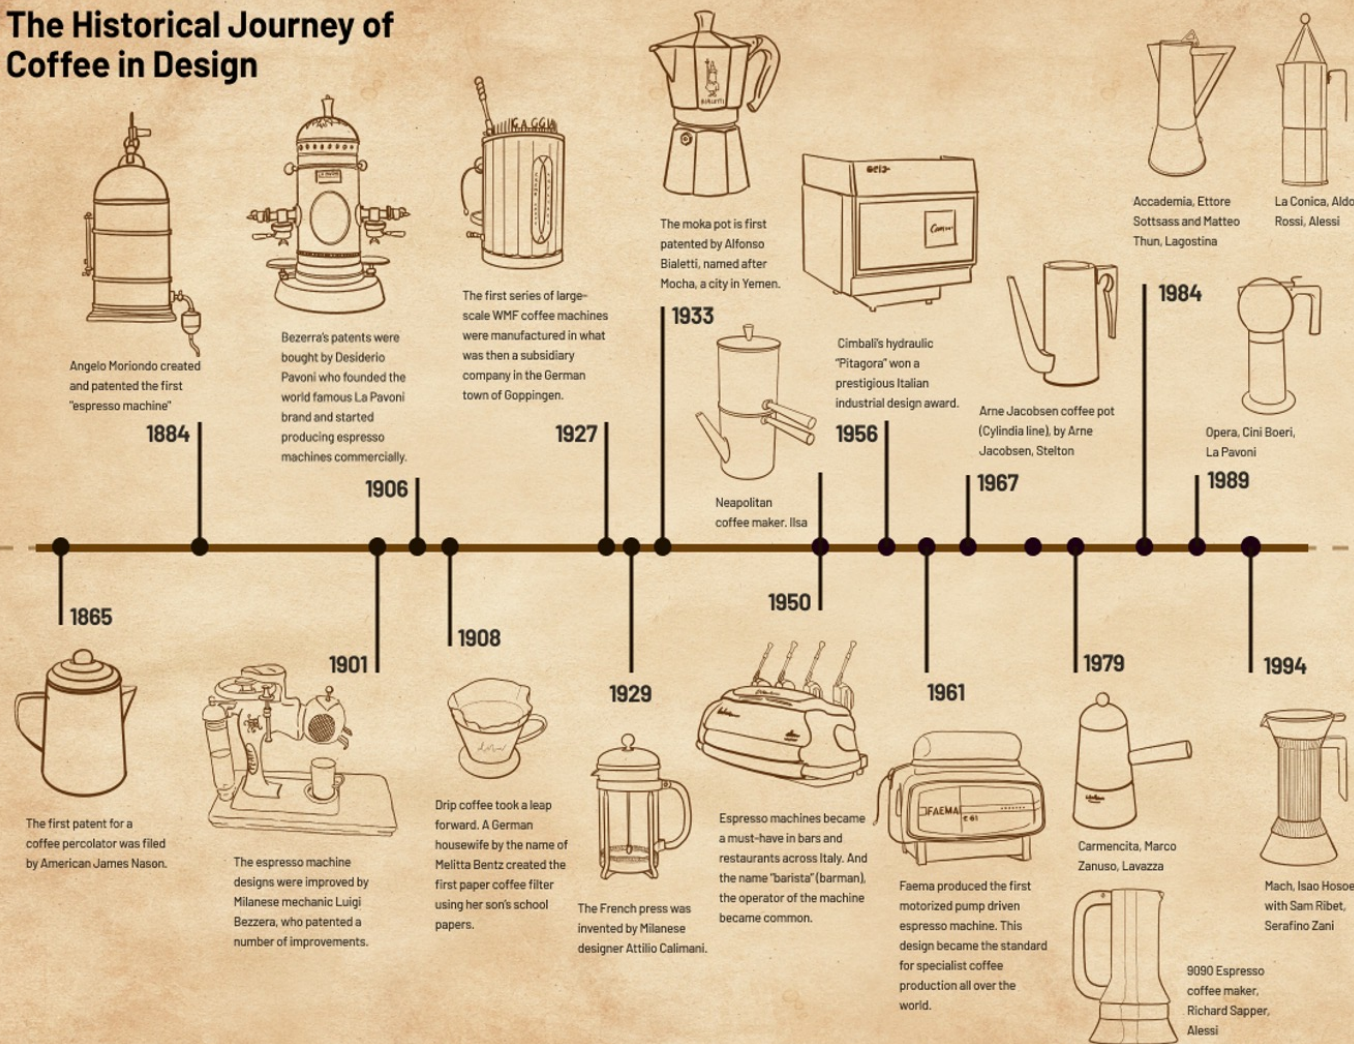 The Historical Journey of
Coffee in Design
GAGGIA
BIALETTI
Angelo Moriondo created
and patented the first
"espresso machine"
1884
Bezerra's patents were
bought by Desiderio
Pavoni who founded the
world famous La Pavoni
brand and started
producing espresso
machines commercially.
1906
The first series of large-
scale WMF coffee machines
were manufactured in what
was then a subsidiary
company in the German
town of Goppingen.
1927
The moka pot is first
patented by Alfonso
Bialetti, named after
Mocha, a city in Yemen.
1933
Neapolitan
coffee maker. Ilsa
Cimbali's hydraulic
"Pitagora" won a
prestigious Italian
industrial design award.
1956
Arne Jacobsen coffee pot
(Cylindia line), by Arne
Jacobsen, Stelton
1967
Accademia, Ettore
Sottsass and Matteo
Thun, Lagostina
1984
La Conica, Aldo
Rossi, Alessi
Opera, Cini Boeri,
La Pavoni
1989
1865
The first patent for a
coffee percolator was filed
by American James Nason.
1901
The espresso machine
designs were improved by
Milanese mechanic Luigi
Bezzera, who patented a
number of improvements.
1908
Drip coffee took a leap
forward. A German
housewife by the name of
Melitta Bentz created the
first paper coffee filter
using her son's school
papers.
1929
The French press was
invented by Milanese
designer Attilio Calimani.
1950
Espresso machines became
a must-have in bars and
restaurants across Italy. And
the name "barista" (barman),
the operator of the machine
became common.
1961
FAEMA
e 61
Faema produced the first
motorized pump driven
espresso machine. This
design became the standard
for specialist coffee
production all over the
world.
1979
Carmencita, Marco
Zanuso, Lavazza
9090 Espresso
coffee maker,
Richard Sapper,
Alessi
1994
Mach, Isao Hosoe
with Sam Ribet,
Serafino Zani